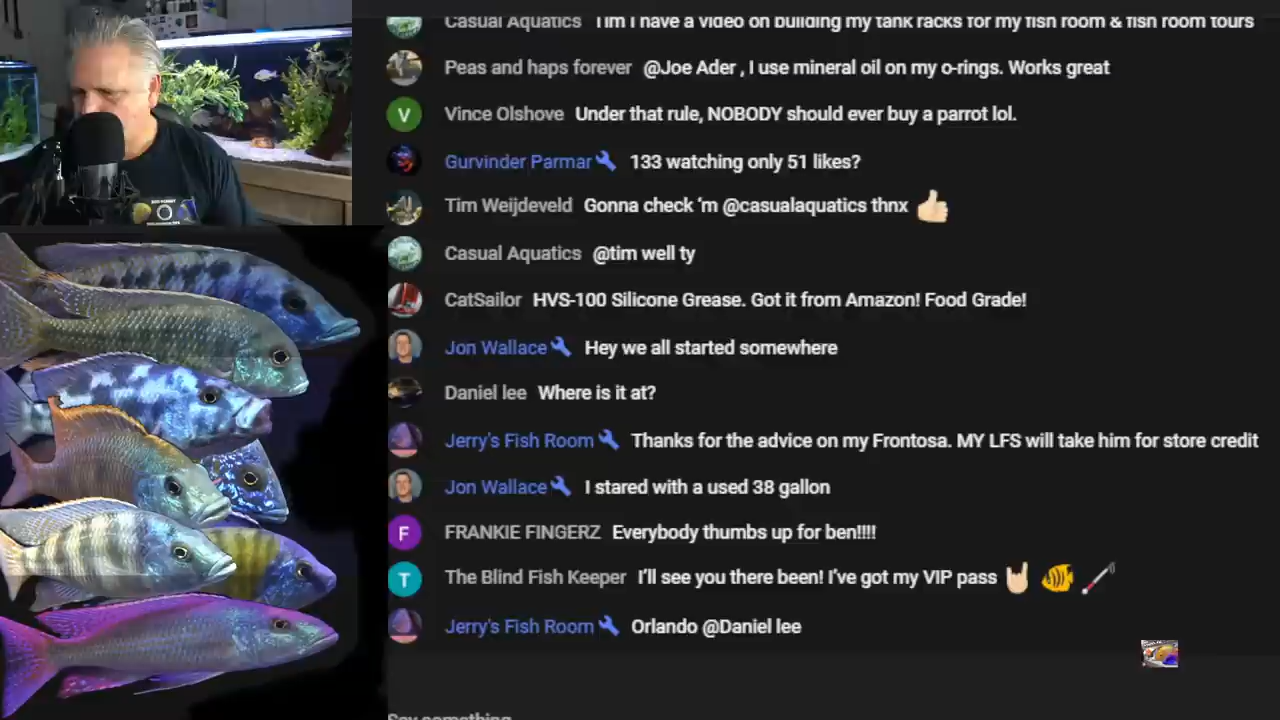 Casual Aquatics Tim I have a video on building my tank racks for my fish room & fish room tours
Peas and haps forever @Joe Ader , I use mineral oil on my o-rings. Works great
V Vince Olshove Under that rule, NOBODY should ever buy a parrot lol.
Gurvinder Parmar 133 watching only 51 likes?
Tim Weijdeveld Gonna check 'm @casualaquatics thnx 👍🏻
Casual Aquatics @tim well ty
CatSailor HVS-100 Silicone Grease. Got it from Amazon! Food Grade!
Jon Wallace Hey we all started somewhere
Daniel lee Where is it at?
Jerry's Fish Room Thanks for the advice on my Frontosa. MY LFS will take him for store credit
Jon Wallace I stared with a used 38 gallon
F FRANKIE FINGERZ Everybody thumbs up for ben!!!!
T The Blind Fish Keeper I'll see you there been! I've got my VIP pass 🤘🏻 🐠 🦯
Jerry's Fish Room Orlando @Daniel lee
Say something